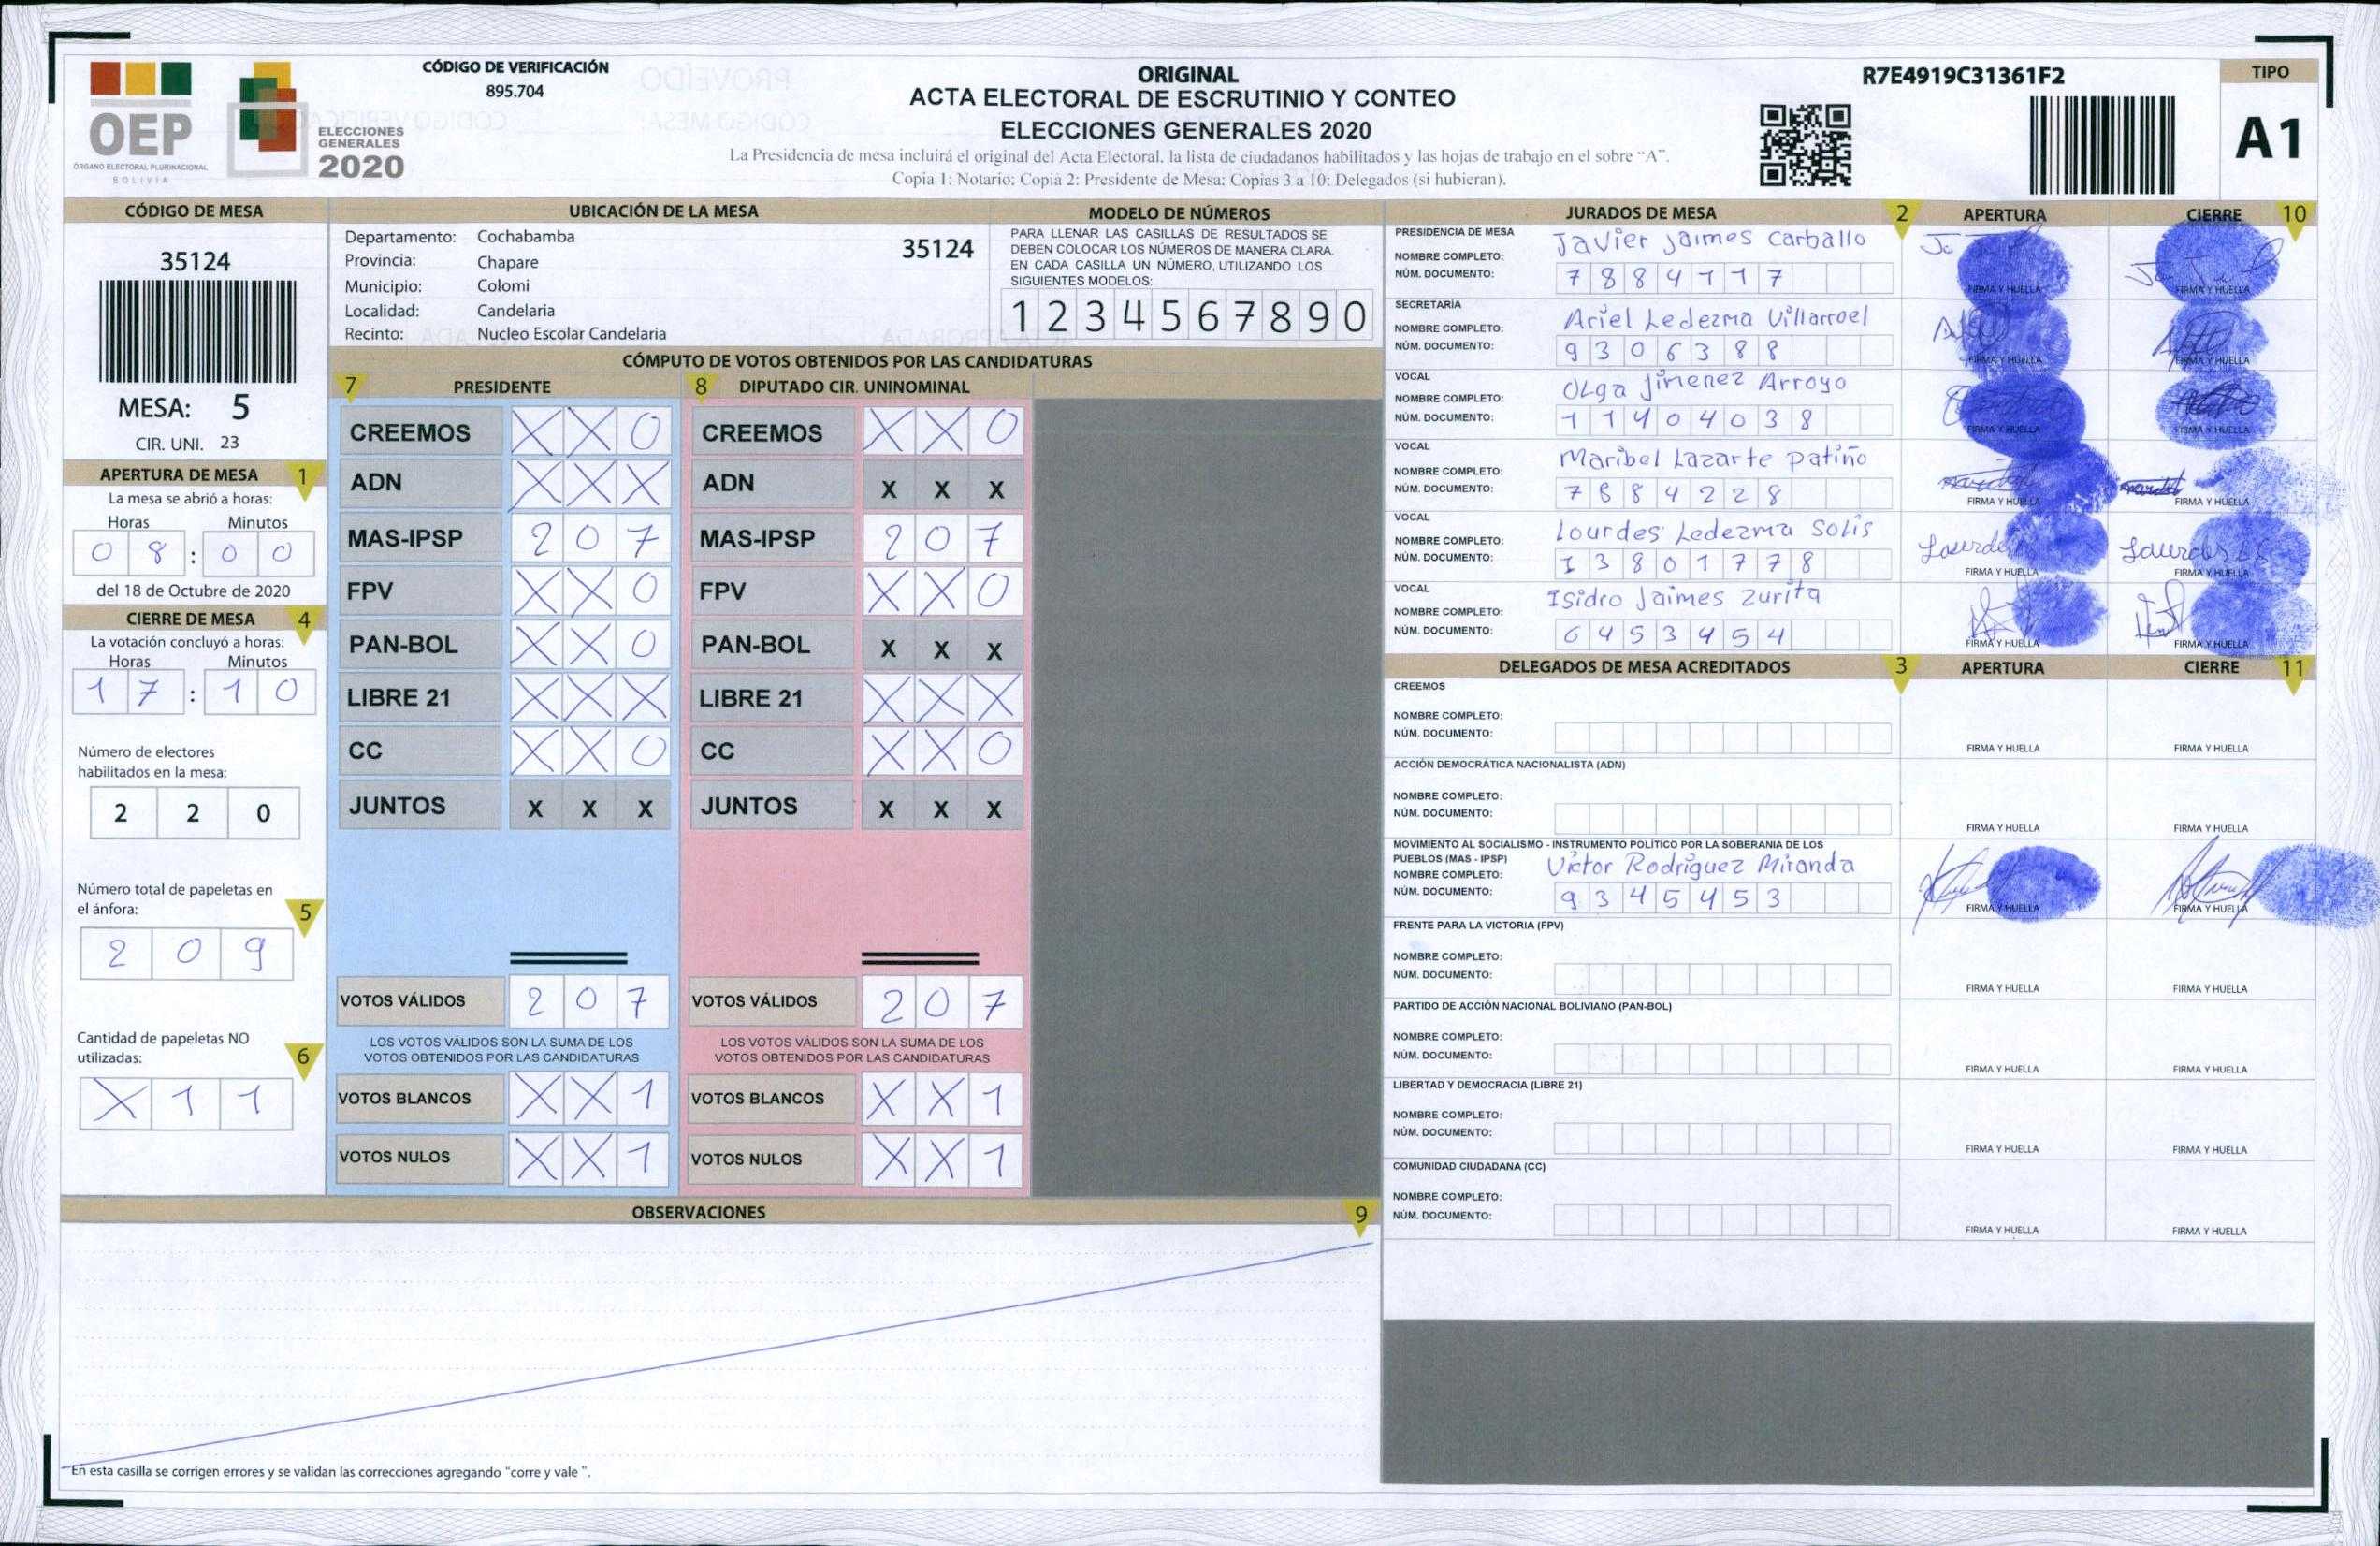 OEP
ÓRGANO ELECTORAL PLURINACIONAL
BOLIVIA
ELECCIONES
GENERALES
2020
CÓDIGO DE VERIFICACIÓN
895.704
ORIGINAL
ACTA ELECTORAL DE ESCRUTINIO Y CONTEO
ELECCIONES GENERALES 2020
La Presidencia de mesa incluirá el original del Acta Electoral, la lista de ciudadanos habilitados y las hojas de trabajo en el sobre "A".
Copia 1: Notario; Copia 2: Presidente de Mesa; Copias 3 a 10: Delegados (si hubieran).
R7E4919C31361F2
TIPO
A1
CÓDIGO DE MESA
35124
MESA: 5
CIR. UNI. 23
APERTURA DE MESA 1
La mesa se abrió a horas:
Horas Minutos
0 8 : 0 0
del 18 de Octubre de 2020
CIERRE DE MESA 4
La votación concluyó a horas:
Horas Minutos
1 7 : 1 0
Número de electores
habilitados en la mesa:
2 2 0
Número total de papeletas en
el ánfora: 5
2 0 9
Cantidad de papeletas NO
utilizadas: 6
X 1 1
UBICACIÓN DE LA MESA
Departamento: Cochabamba 35124
Provincia: Chapare
Municipio: Colomi
Localidad: Candelaria
Recinto: Nucleo Escolar Candelaria
MODELO DE NÚMEROS
PARA LLENAR LAS CASILLAS DE RESULTADOS SE
DEBEN COLOCAR LOS NÚMEROS DE MANERA CLARA.
EN CADA CASILLA UN NÚMERO, UTILIZANDO LOS
SIGUIENTES MODELOS:
1 2 3 4 5 6 7 8 9 0
CÓMPUTO DE VOTOS OBTENIDOS POR LAS CANDIDATURAS
7 PRESIDENTE
CREEMOS X X 0
ADN X X X
MAS-IPSP 2 0 7
FPV X X 0
PAN-BOL X X 0
LIBRE 21 X X X
CC X X 0
JUNTOS X X X
VOTOS VÁLIDOS 2 0 7
LOS VOTOS VÁLIDOS SON LA SUMA DE LOS
VOTOS OBTENIDOS POR LAS CANDIDATURAS
VOTOS BLANCOS X X 1
VOTOS NULOS X X 1
8 DIPUTADO CIR. UNINOMINAL
CREEMOS X X 0
ADN X X X
MAS-IPSP 2 0 7
FPV X X 0
PAN-BOL X X X
LIBRE 21 X X X
CC X X 0
JUNTOS X X X
VOTOS VÁLIDOS 2 0 7
LOS VOTOS VÁLIDOS SON LA SUMA DE LOS
VOTOS OBTENIDOS POR LAS CANDIDATURAS
VOTOS BLANCOS X X 1
VOTOS NULOS X X 1
OBSERVACIONES 9
En esta casilla se corrigen errores y se validan las correcciones agregando "corre y vale ".
JURADOS DE MESA 2 APERTURA CIERRE 10
PRESIDENCIA DE MESA
NOMBRE COMPLETO: Javier Jaimes Carballo
NÚM. DOCUMENTO: 7 8 8 4 1 1 7
FIRMA Y HUELLA FIRMA Y HUELLA
SECRETARÍA
NOMBRE COMPLETO: Ariel Ledezma Villarroel
NÚM. DOCUMENTO: 9 3 0 6 3 8 8
FIRMA Y HUELLA FIRMA Y HUELLA
VOCAL
NOMBRE COMPLETO: Olga Jimenez Arroyo
NÚM. DOCUMENTO: 1 1 4 0 4 0 3 8
FIRMA Y HUELLA FIRMA Y HUELLA
VOCAL
NOMBRE COMPLETO: Maribel Lazarte Patiño
NÚM. DOCUMENTO: 7 8 8 4 2 2 8
FIRMA Y HUELLA FIRMA Y HUELLA
VOCAL
NOMBRE COMPLETO: Lourdes Ledezma Solis
NÚM. DOCUMENTO: 1 3 8 0 1 7 7 8
FIRMA Y HUELLA FIRMA Y HUELLA
VOCAL
NOMBRE COMPLETO: Isidro Jaimes Zurita
NÚM. DOCUMENTO: 6 4 5 3 4 5 4
FIRMA Y HUELLA FIRMA Y HUELLA
DELEGADOS DE MESA ACREDITADOS 3 APERTURA CIERRE 11
CREEMOS
NOMBRE COMPLETO:
NÚM. DOCUMENTO:
FIRMA Y HUELLA FIRMA Y HUELLA
ACCIÓN DEMOCRÁTICA NACIONALISTA (ADN)
NOMBRE COMPLETO:
NÚM. DOCUMENTO:
FIRMA Y HUELLA FIRMA Y HUELLA
MOVIMIENTO AL SOCIALISMO - INSTRUMENTO POLÍTICO POR LA SOBERANIA DE LOS
PUEBLOS (MAS - IPSP)
NOMBRE COMPLETO: Victor Rodriguez Miranda
NÚM. DOCUMENTO: 9 3 4 5 4 5 3
FIRMA Y HUELLA FIRMA Y HUELLA
FRENTE PARA LA VICTORIA (FPV)
NOMBRE COMPLETO:
NÚM. DOCUMENTO:
FIRMA Y HUELLA FIRMA Y HUELLA
PARTIDO DE ACCIÓN NACIONAL BOLIVIANO (PAN-BOL)
NOMBRE COMPLETO:
NÚM. DOCUMENTO:
FIRMA Y HUELLA FIRMA Y HUELLA
LIBERTAD Y DEMOCRACIA (LIBRE 21)
NOMBRE COMPLETO:
NÚM. DOCUMENTO:
FIRMA Y HUELLA FIRMA Y HUELLA
COMUNIDAD CIUDADANA (CC)
NOMBRE COMPLETO:
NÚM. DOCUMENTO:
FIRMA Y HUELLA FIRMA Y HUELLA